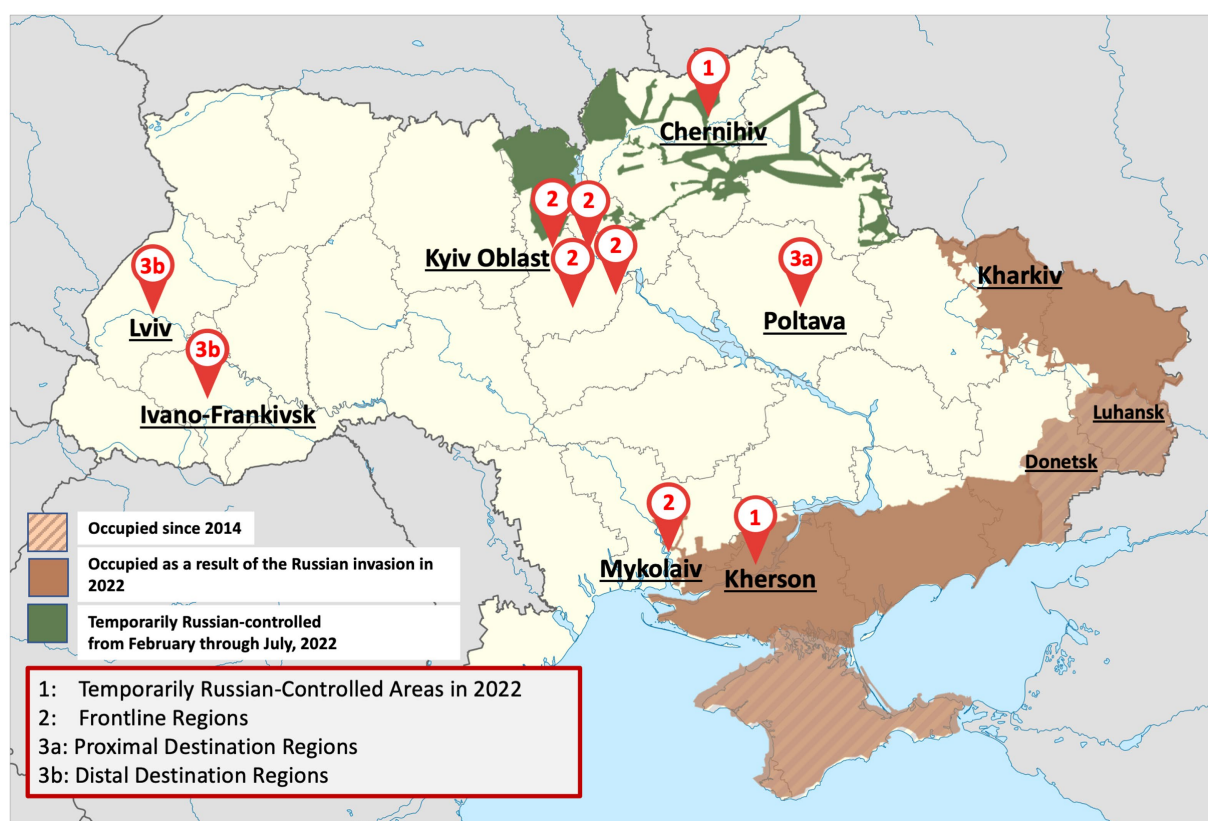 1
Chernihiv
2
2
2
2
Kyiv Oblast
3a
Poltava
Kharkiv
3b
Lviv
3b
Ivano-Frankivsk
Luhansk
Donetsk
2
Mykolaiv
1
Kherson
Occupied since 2014
Occupied as a result of the Russian invasion in
2022
Temporarily Russian-controlled
from February through July, 2022
1: Temporarily Russian-Controlled Areas in 2022
2: Frontline Regions
3a: Proximal Destination Regions
3b: Distal Destination Regions